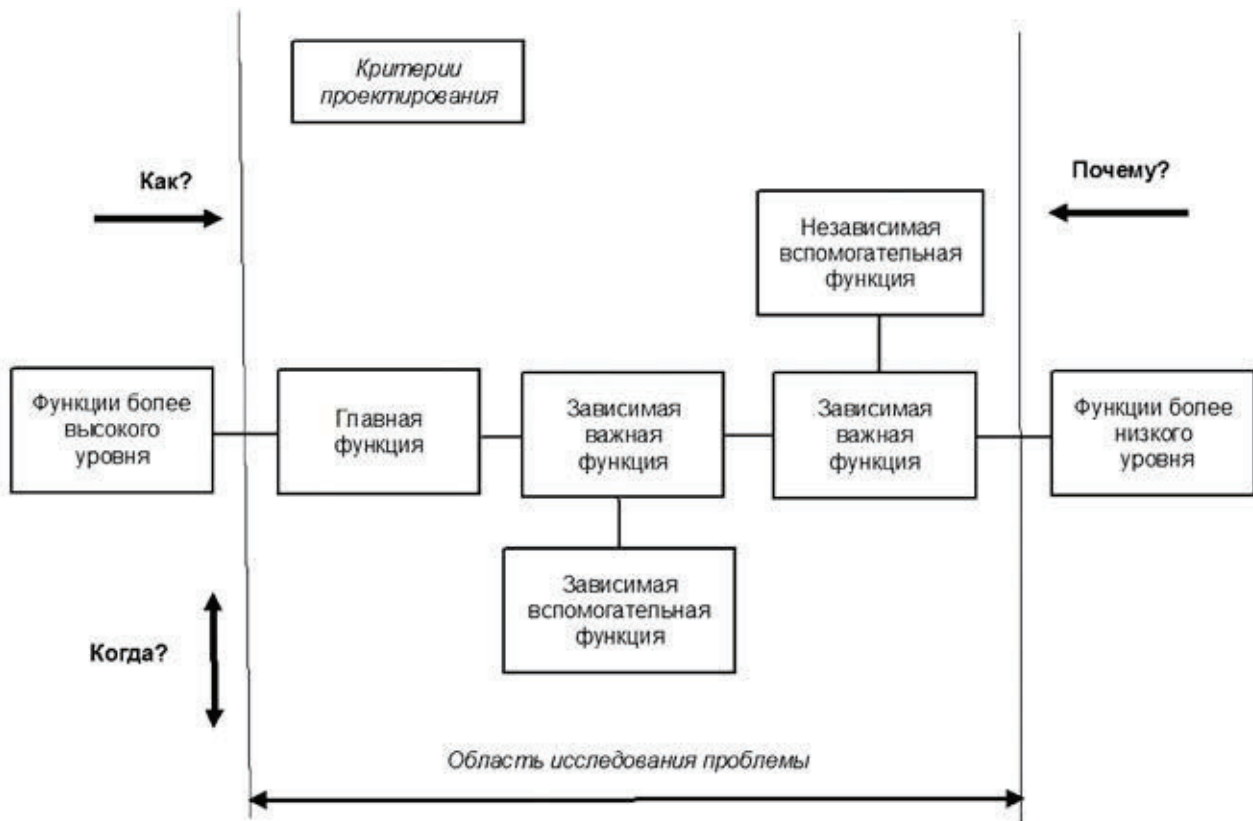 Критерии
проектирования
Как?
Почему?
Независимая
вспомогательная
функция
Функции более
высокого
уровня
Главная
функция
Зависимая
важная
функция
Зависимая
важная
функция
Функции более
низкого
уровня
Зависимая
вспомогательная
функция
Когда?
Область исследования проблемы